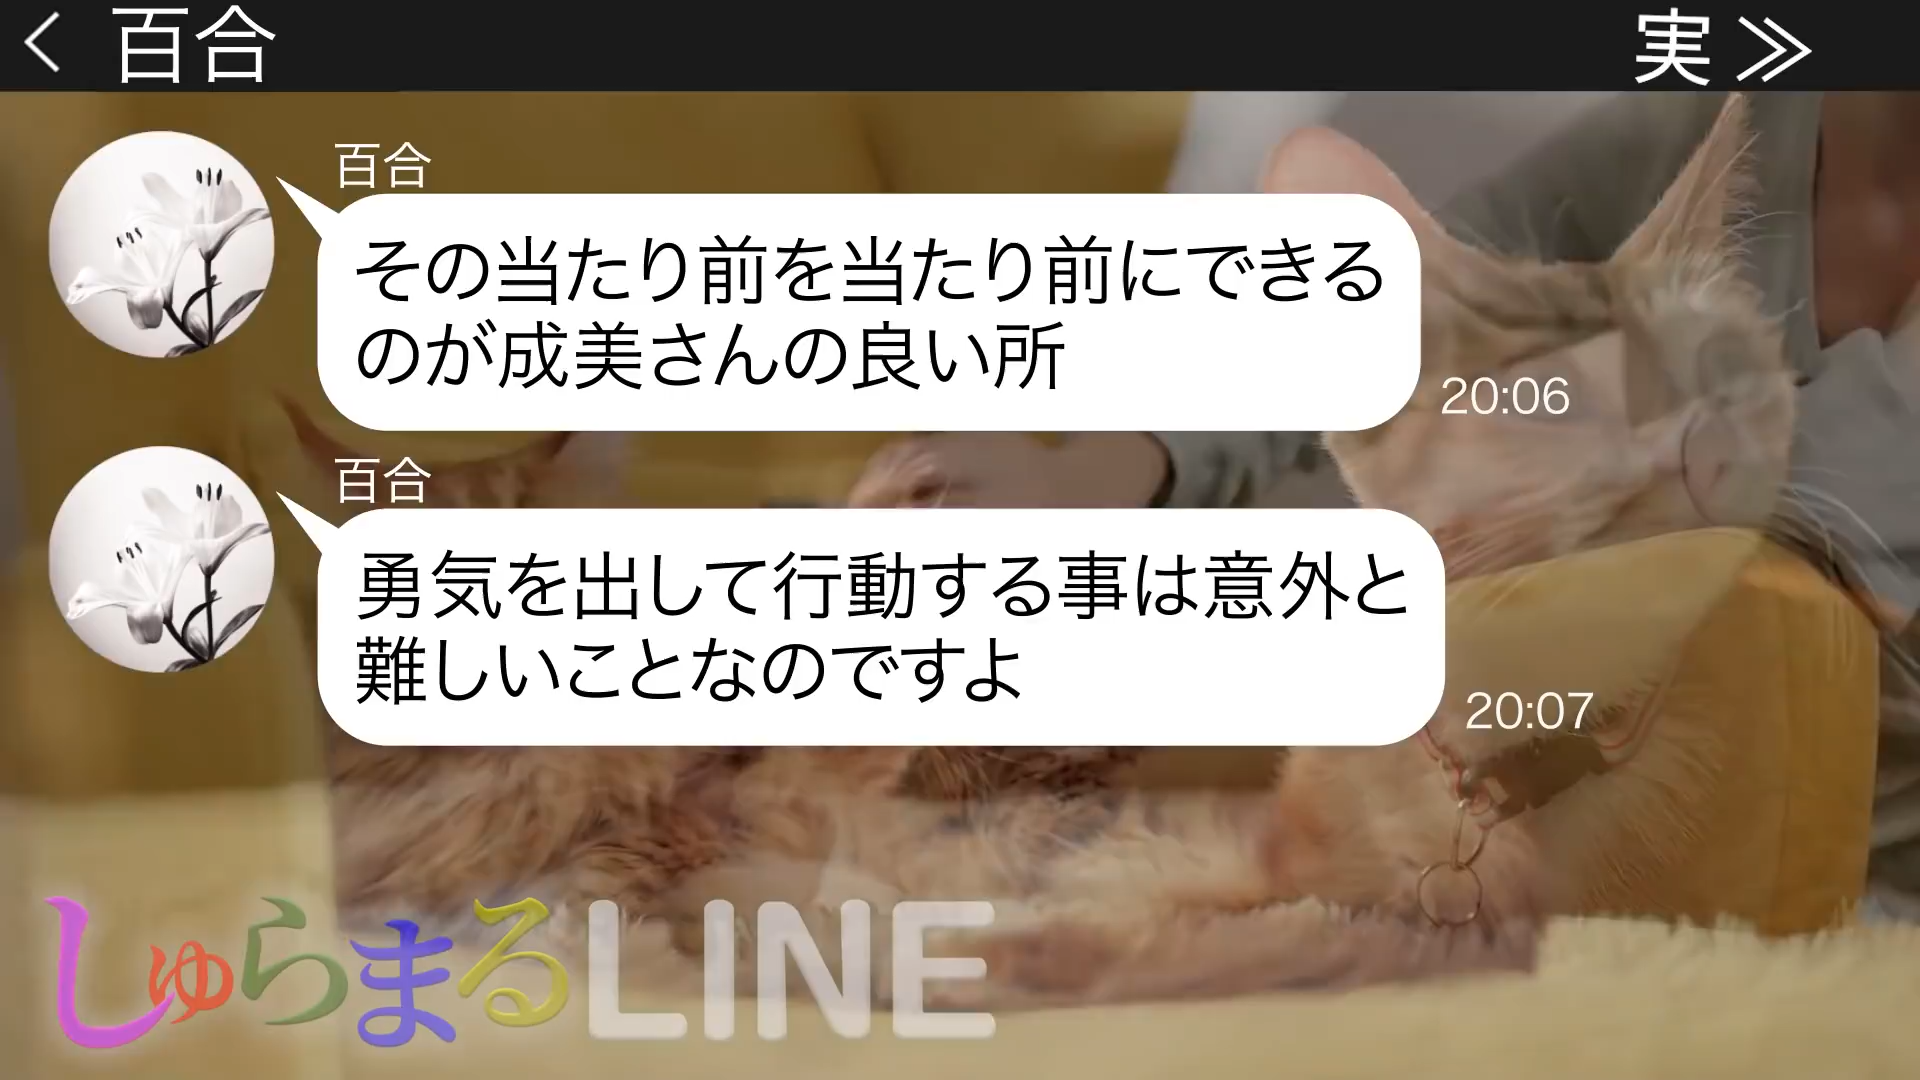 百合
実
百合
その当たり前を当たり前にできる
のが成美さんの良い所
20:06
百合
勇気を出して行動する事は意外と
難しいことなのですよ
20:07
しゅらまるLINE